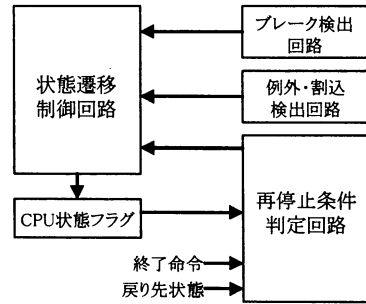 ブレーク検出
回路
状態遷移
制御回路
例外・割込
検出回路
CPU状態フラグ
再停止条件
判定回路
終了命令
戻り先状態